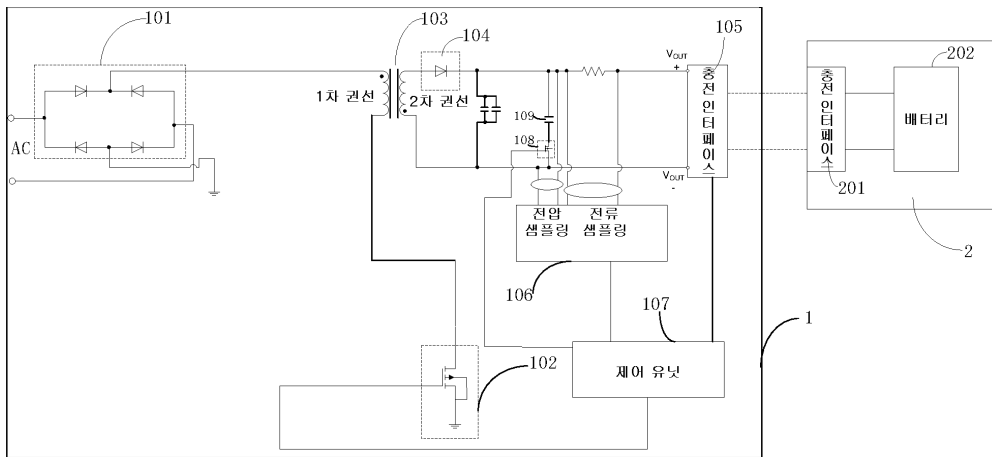 101
103
104
105
202
V_OUT
+
충전 인터페이스
충전 인터페이스
배터리
1차 권선
2차 권선
109
108
AC
V_OUT
-
201
전압
샘플링
전류
샘플링
2
106
107
1
제어 유닛
102